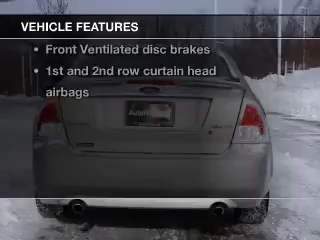 VEHICLE FEATURES
• Front Ventilated disc brakes
• 1st and 2nd row curtain head
airbags